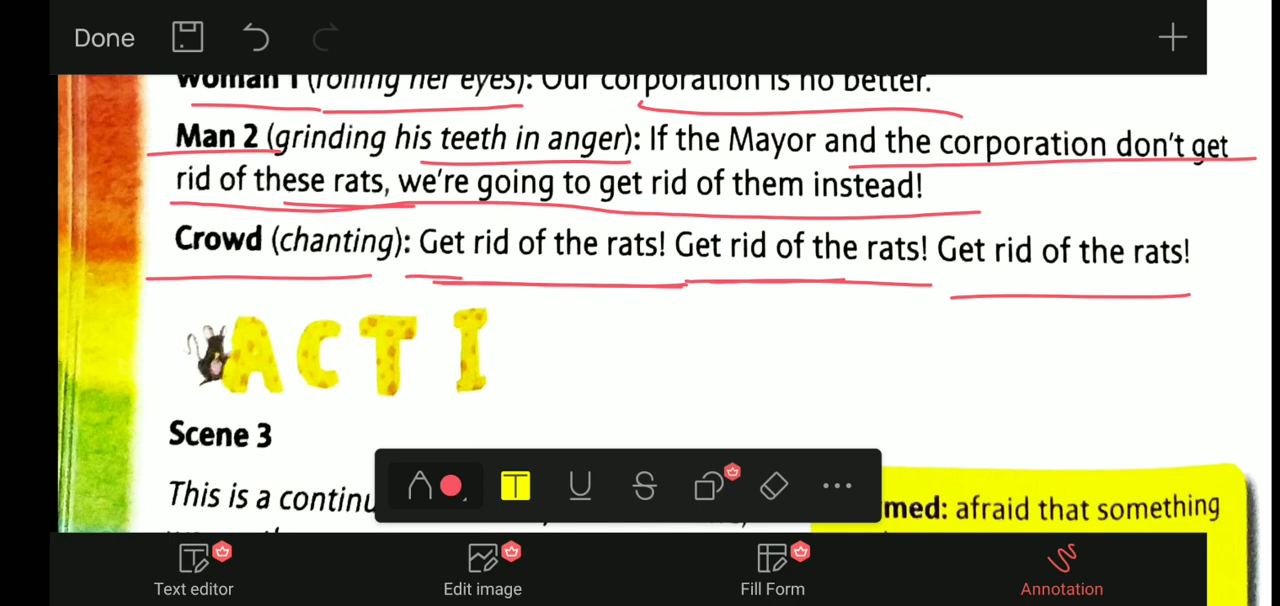 Done
Woman 1 (rolling her eyes): Our corporation is no better.
Man 2 (grinding his teeth in anger): If the Mayor and the corporation don't get
rid of these rats, we're going to get rid of them instead!
Crowd (chanting): Get rid of the rats! Get rid of the rats! Get rid of the rats!
ACT I
Scene 3
This is a continu
med: afraid that something
Text editor
Edit image
Fill Form
Annotation